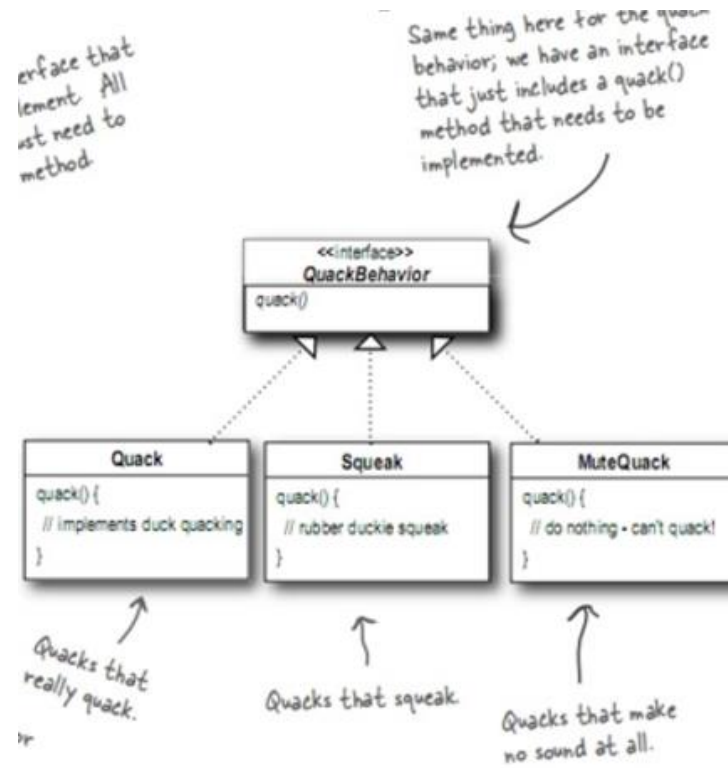 erface that
lement. All
ust need to
method.
Same thing here for the quack
behavior; we have an interface
that just includes a quack()
method that needs to be
implemented.
<<interface>>
QuackBehavior
quack()
Quack
quack() {
// implements duck quacking
}
Squeak
quack() {
// rubber duckie squeak
}
MuteQuack
quack() {
// do nothing - can't quack!
}
Quacks that
really quack.
Quacks that squeak.
Quacks that make
no sound at all.
or